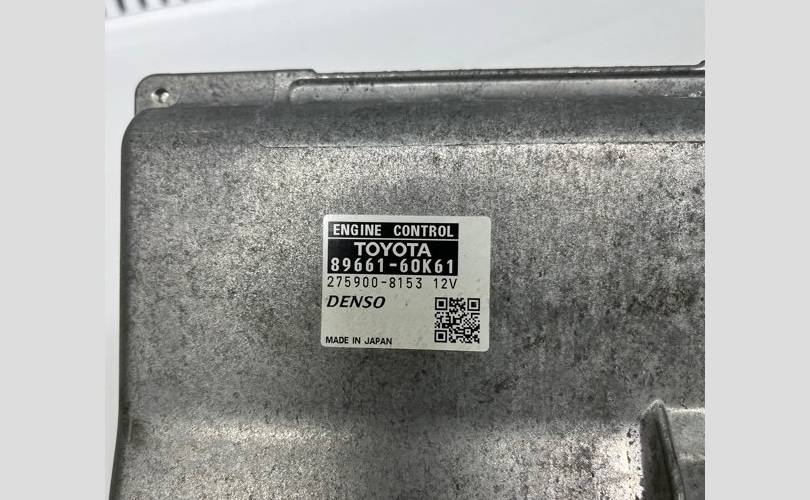 ENGINE CONTROL
TOYOTA
89661-60K61
275900-8153 12V
DENSO
MADE IN JAPAN